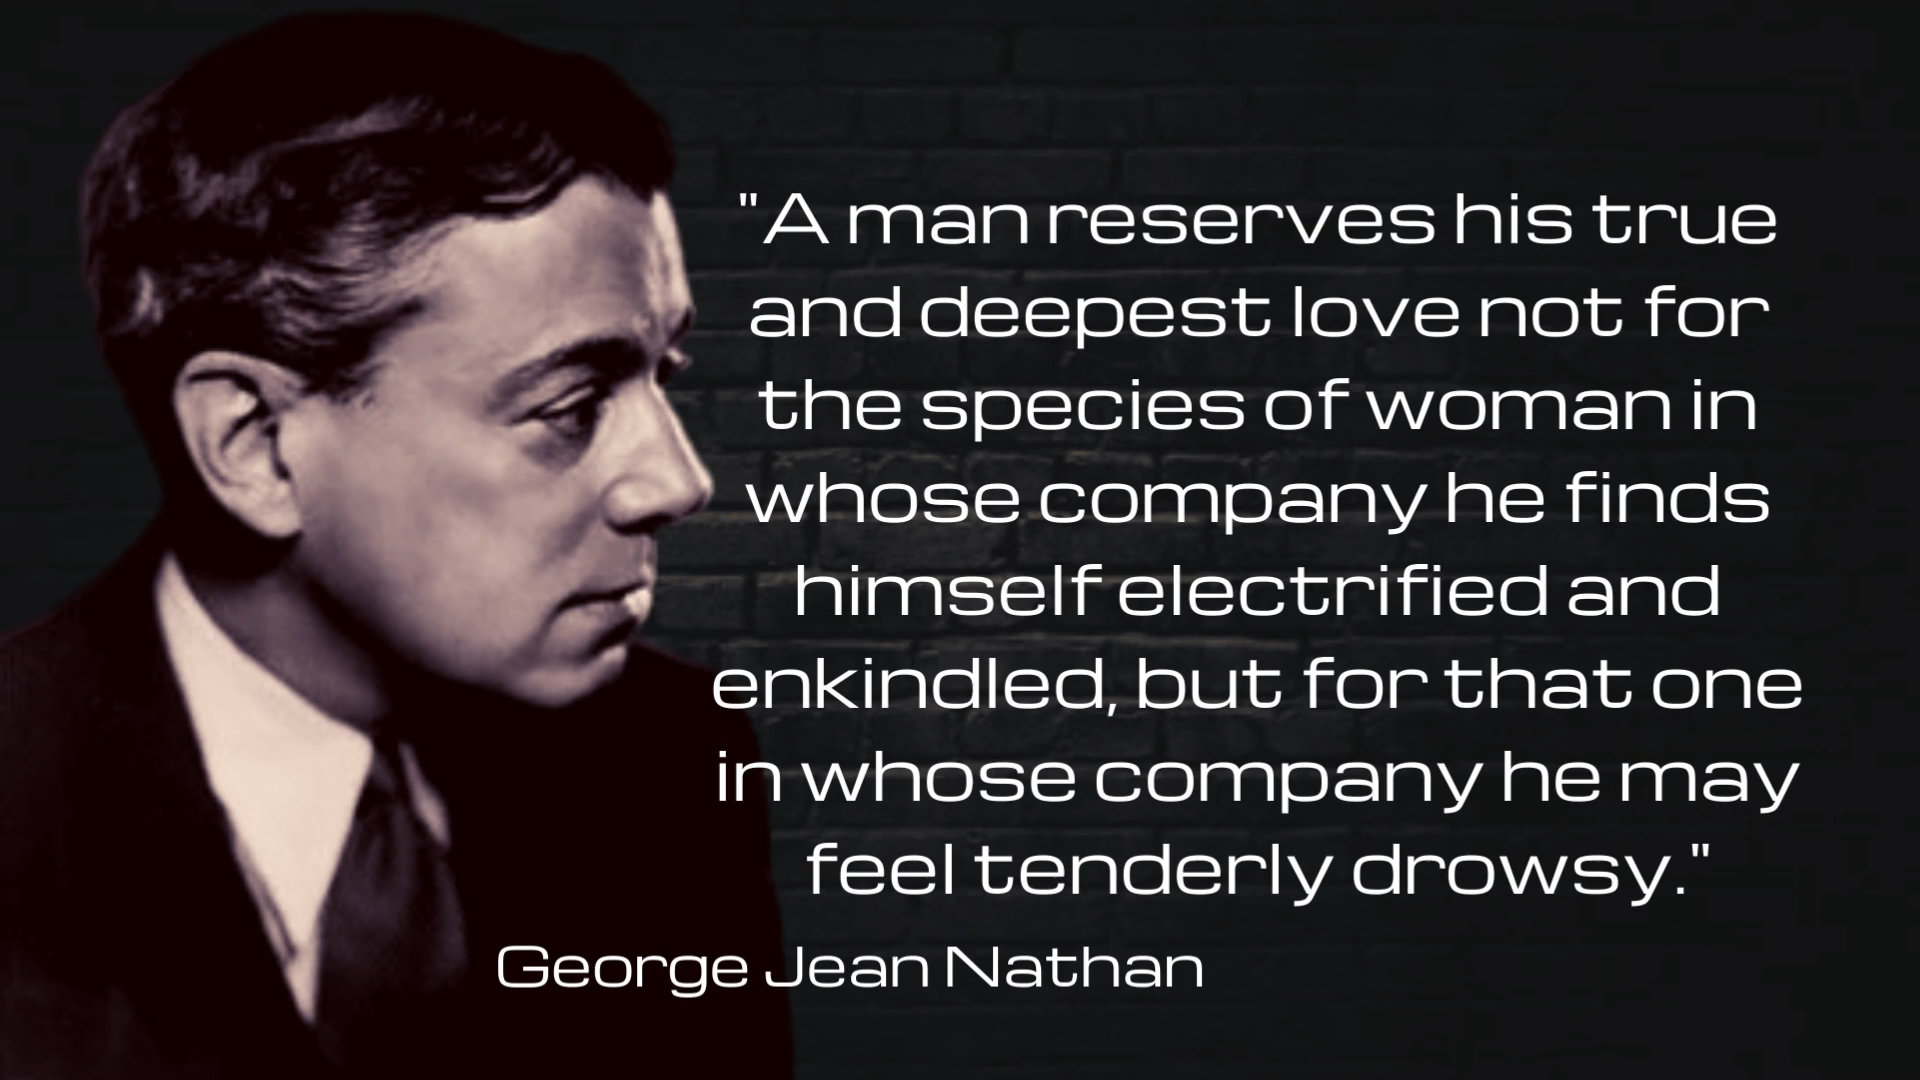 "A man reserves his true
and deepest love not for
the species of woman in
whose company he finds
himself electrified and
enkindled, but for that one
in whose company he may
feel tenderly drowsy."
George Jean Nathan